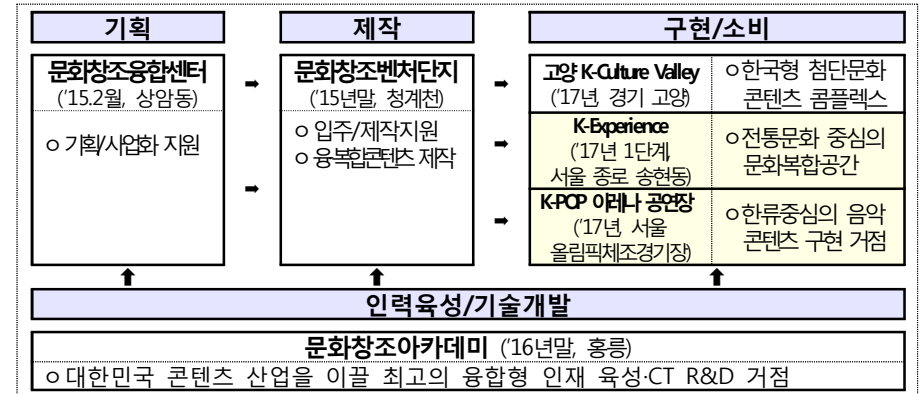 기획
제작
구현/소비
문화창조융합센터
('15.2월, 상암동)
ㅇ 기획/사업화 지원
➡
➡
문화창조벤처단지
('15년말, 청계천)
ㅇ 입주/제작지원
ㅇ 융복합콘텐츠 제작
➡
➡
➡
고양 K-Culture Valley
('17년, 경기 고양)
ㅇ한국형 첨단문화
콘텐츠 콤플렉스
K-Experience
('17년 1단계,
서울 종로 송현동)
ㅇ전통문화 중심의
문화복합공간
K-POP 아레나 공연장
('17년, 서울
올림픽체조경기장)
ㅇ한류중심의 음악
콘텐츠 구현 거점
⬆ ⬆ ⬆
인력육성/기술개발
문화창조아카데미 ('16년말, 홍릉)
ㅇ대한민국 콘텐츠 산업을 이끌 최고의 융합형 인재 육성·CT R&D 거점